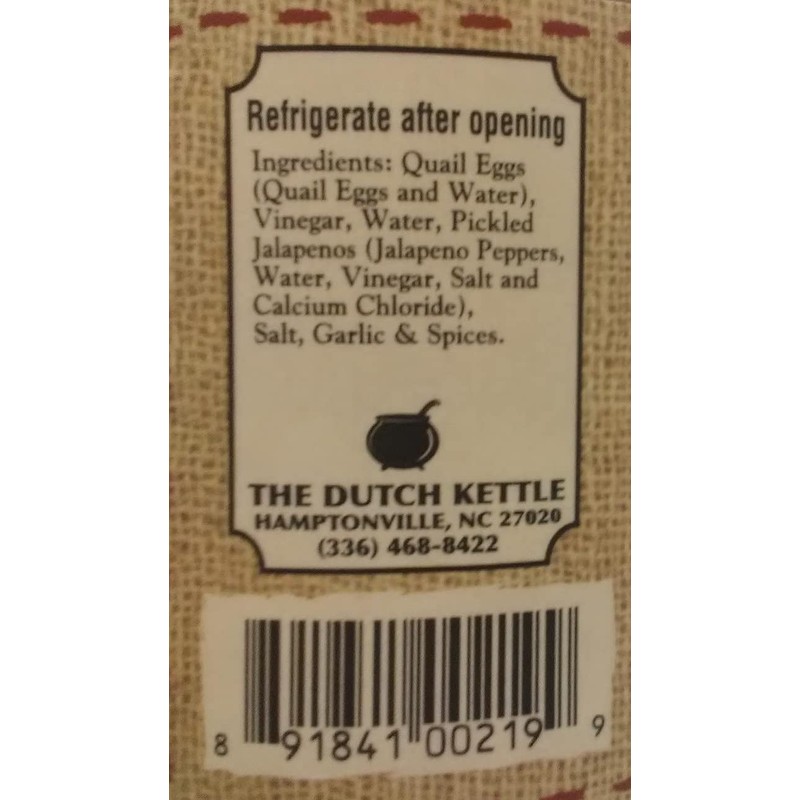 Refrigerate after opening
Ingredients: Quail Eggs
(Quail Eggs and Water),
Vinegar, Water, Pickled
Jalapenos (Jalapeno Peppers,
Water, Vinegar, Salt and
Calcium Chloride),
Salt, Garlic & Spices.
THE DUTCH KETTLE
HAMPTONVILLE, NC 27020
(336) 468-8422
8 91841 00219 9